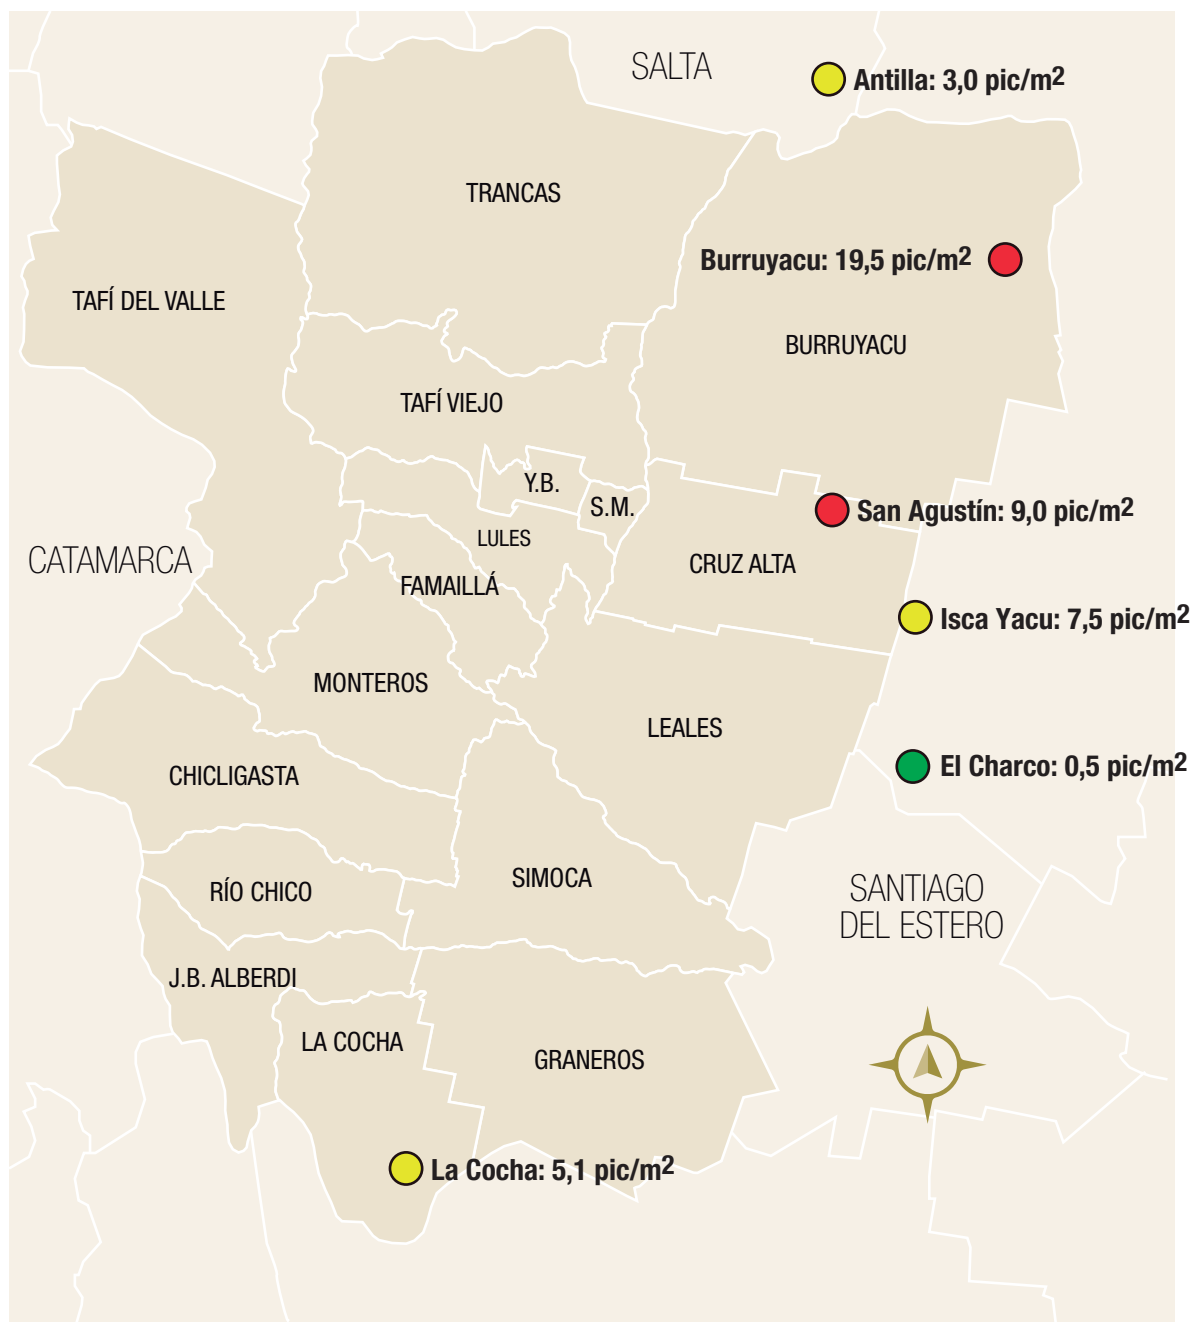 SALTA
Antilla: 3,0 pic/m2
TRANCAS
Burruyacu: 19,5 pic/m2
TAFÍ DEL VALLE
BURRUYACU
TAFÍ VIEJO
Y.B.
S.M.
San Agustín: 9,0 pic/m2
LULES
CATAMARCA
CRUZ ALTA
FAMAILLÁ
Isca Yacu: 7,5 pic/m2
MONTEROS
LEALES
CHICLIGASTA
El Charco: 0,5 pic/m2
SIMOCA
RÍO CHICO
SANTIAGO
DEL ESTERO
J.B. ALBERDI
LA COCHA
GRANEROS
La Cocha: 5,1 pic/m2